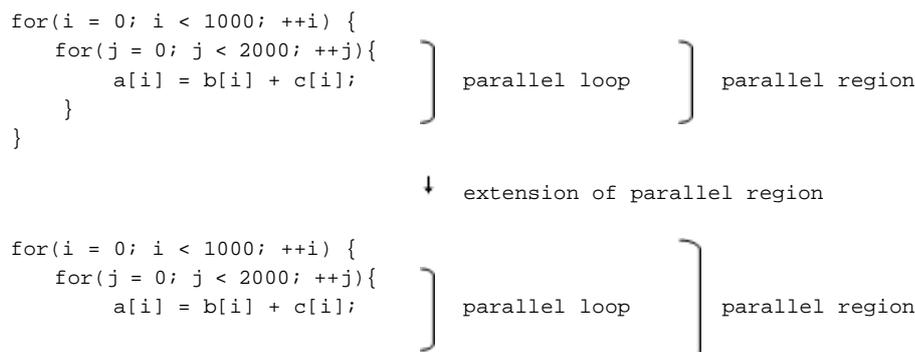 for(i = 0; i < 1000; ++i) {
for(j = 0; j < 2000; ++j){
a[i] = b[i] + c[i]; parallel loop parallel region
}
}
extension of parallel region
for(i = 0; i < 1000; ++i) {
for(j = 0; j < 2000; ++j){
a[i] = b[i] + c[i]; parallel loop parallel region